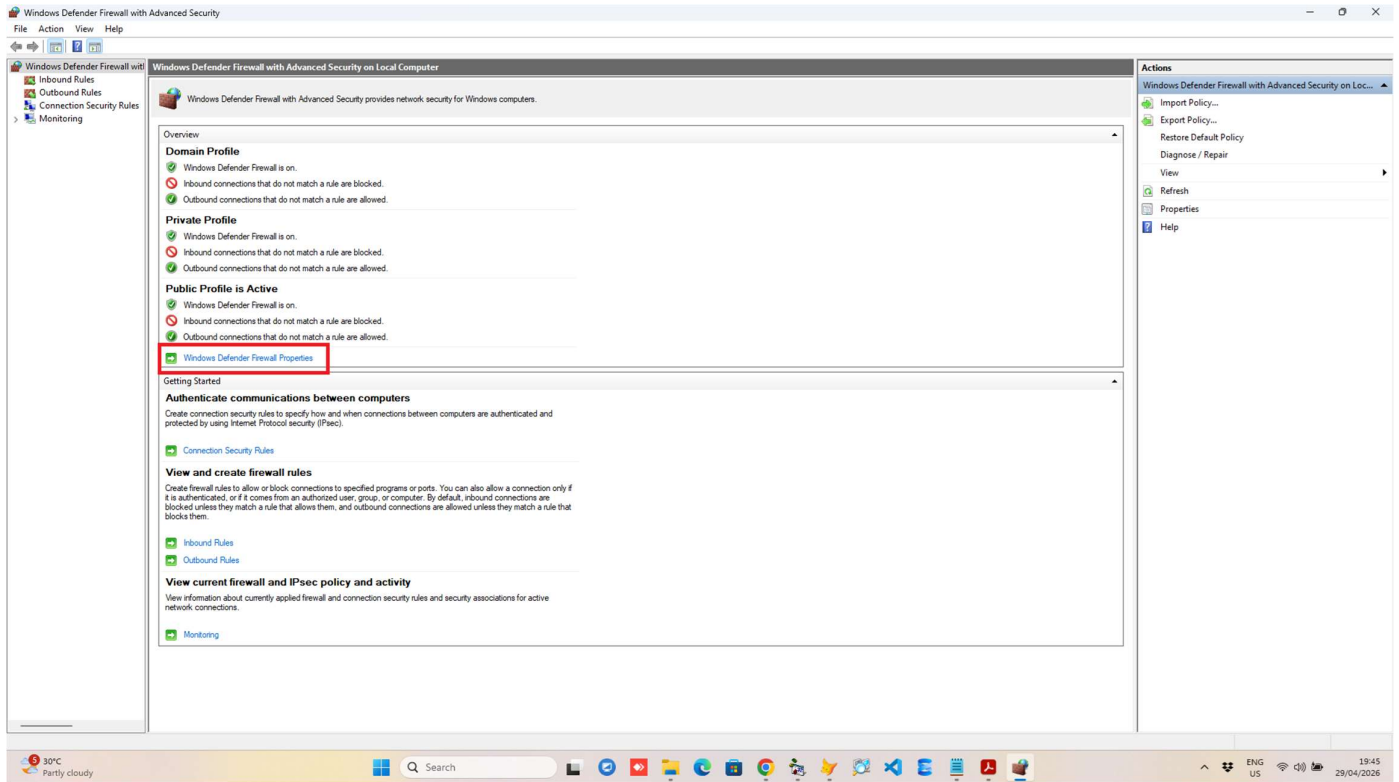 Windows Defender Firewall with Advanced Security
File Action View Help
Windows Defender Firewall with
Inbound Rules
Outbound Rules
Connection Security Rules
Monitoring
Windows Defender Firewall with Advanced Security on Local Computer
Windows Defender Firewall with Advanced Security provides network security for Windows computers.
Overview
Domain Profile
Windows Defender Firewall is on.
Inbound connections that do not match a rule are blocked.
Outbound connections that do not match a rule are allowed.
Private Profile
Windows Defender Firewall is on.
Inbound connections that do not match a rule are blocked.
Outbound connections that do not match a rule are allowed.
Public Profile is Active
Windows Defender Firewall is on.
Inbound connections that do not match a rule are blocked.
Outbound connections that do not match a rule are allowed.
Windows Defender Firewall Properties
Getting Started
Authenticate communications between computers
Create connection security rules to specify how and when connections between computers are authenticated and
protected by using Internet Protocol security (IPsec).
Connection Security Rules
View and create firewall rules
Create firewall rules to allow or block connections to specified programs or ports. You can also allow a connection only if
it is authenticated, or if it comes from an authorized user, group, or computer. By default, inbound connections are
blocked unless they match a rule that allows them, and outbound connections are allowed unless they match a rule that
blocks them.
Inbound Rules
Outbound Rules
View current firewall and IPsec policy and activity
View information about currently applied firewall and connection security rules and security associations for active
network connections.
Monitoring
Actions
Windows Defender Firewall with Advanced Security on Loc...
Import Policy...
Export Policy...
Restore Default Policy
Diagnose / Repair
View
Refresh
Properties
Help
5
30°C
Partly cloudy
Search
ENG
US
19:45
29/04/2026